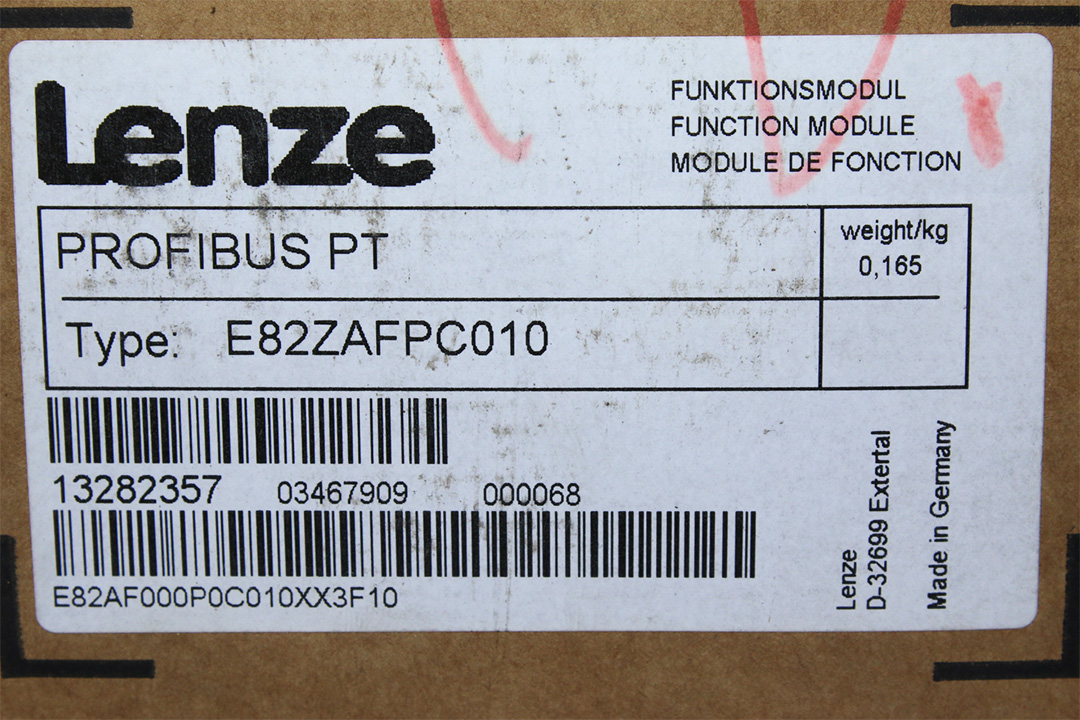 Lenze
FUNKTIONSMODUL
FUNCTION MODULE
MODULE DE FONCTION
PROFIBUS PT
weight/kg
0,165
Type: E82ZAFPC010
13282357 03467909 000068
E82AF000P0C010XX3F10
Lenze
D-32699 Extertal
Made in Germany